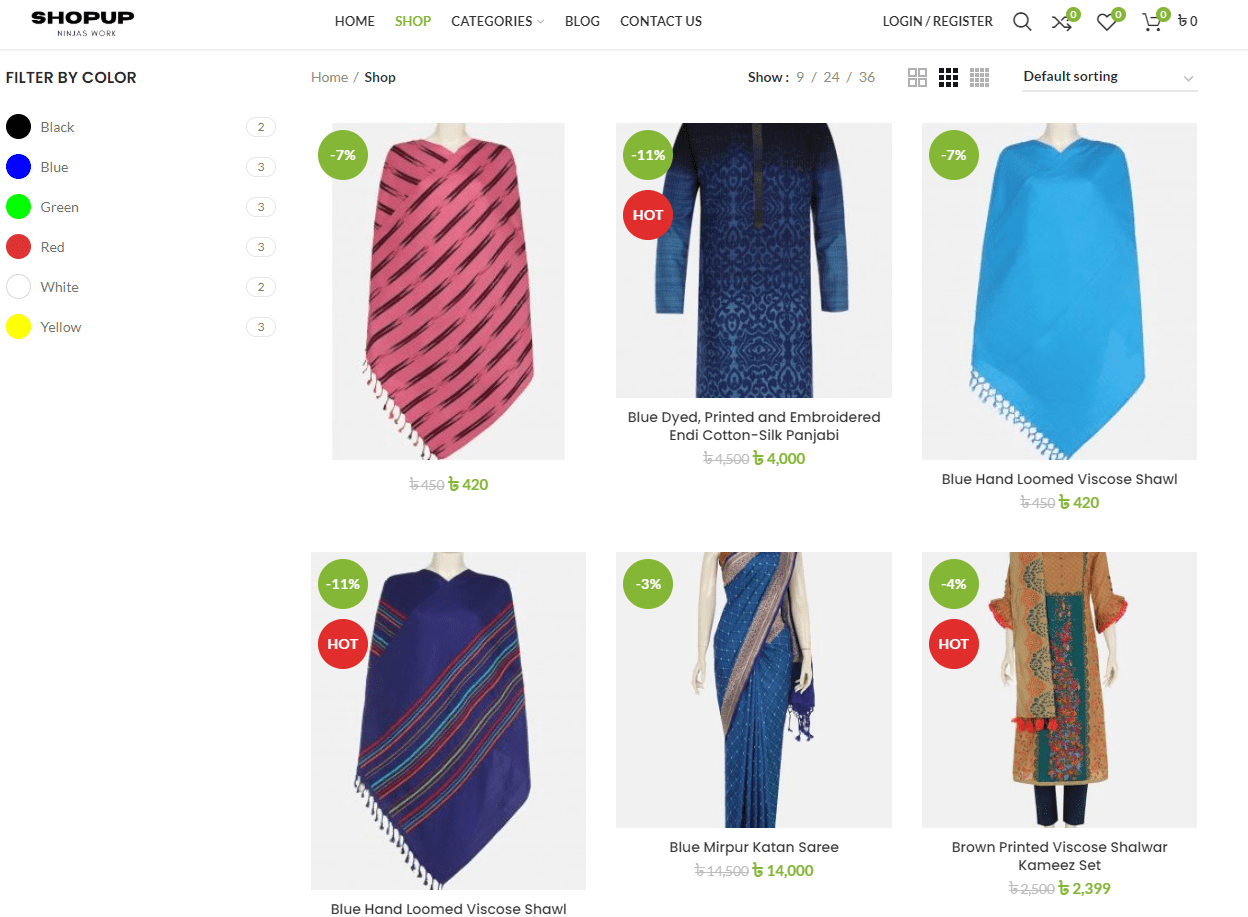 SHOPUP
NINJAS WORK
HOME SHOP CATEGORIES BLOG CONTACT US
LOGIN / REGISTER 0 0 0 ৳ 0
FILTER BY COLOR
Black 2
Blue 3
Green 3
Red 3
White 2
Yellow 3
Home / Shop
Show : 9 / 24 / 36
Default sorting
-7%
৳ 450 ৳ 420
-11%
HOT
Blue Dyed, Printed and Embroidered
Endi Cotton-Silk Panjabi
৳ 4,500 ৳ 4,000
-7%
Blue Hand Loomed Viscose Shawl
৳ 450 ৳ 420
-11%
HOT
Blue Hand Loomed Viscose Shawl
-3%
Blue Mirpur Katan Saree
৳ 14,500 ৳ 14,000
-4%
HOT
Brown Printed Viscose Shalwar
Kameez Set
৳ 2,500 ৳ 2,399